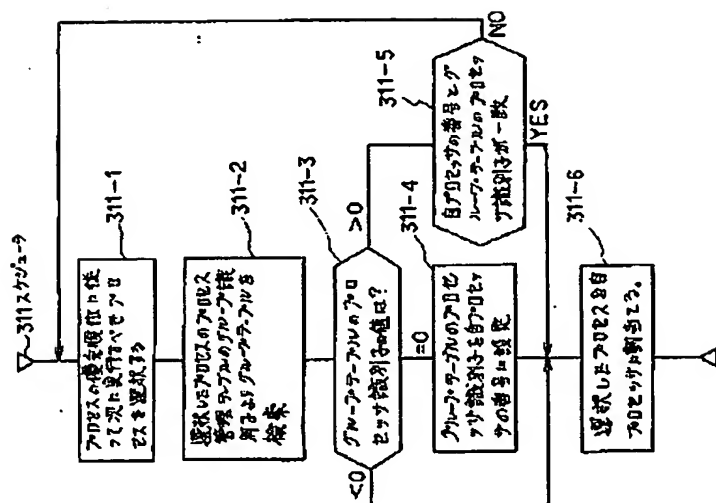 311スケジューラ
311-1
プロセスの優先順位に従
って次に実行すべきプロ
セスを選択する
311-2
選択したプロセスのプロセス
管理テーブルのグループ識
別子よりグループテーブルを
検索
311-3
グループテーブルのプロ
セッサ識別子の値は?
<0
=0
>0
311-4
グループテーブルのプロセ
ッサ識別子を自プロセッ
サの番号に設定
311-5
自プロセッサの番号とグ
ループ・テーブルのプロセッ
サ識別子が一致
NO
YES
311-6
選択したプロセスを自
プロセッサに割当てる。